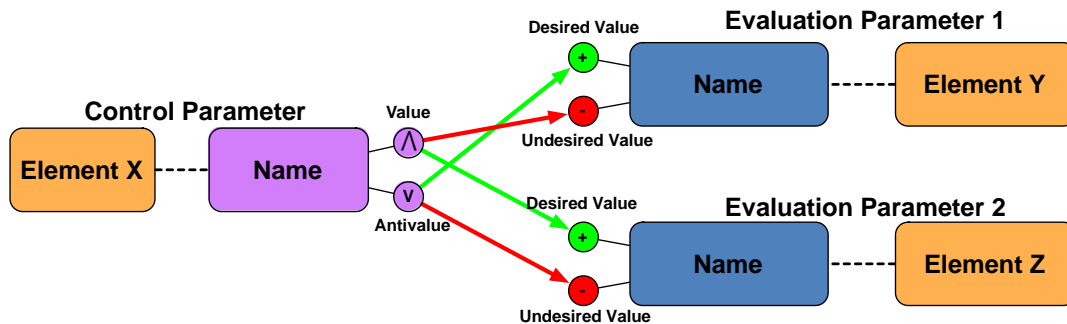 Evaluation Parameter 1
Desired Value
+
Name
Element Y
-
Undesired Value
Control Parameter
Value
Element X
Name
Λ
V
Antivalue
Evaluation Parameter 2
Desired Value
+
Name
Element Z
-
Undesired Value